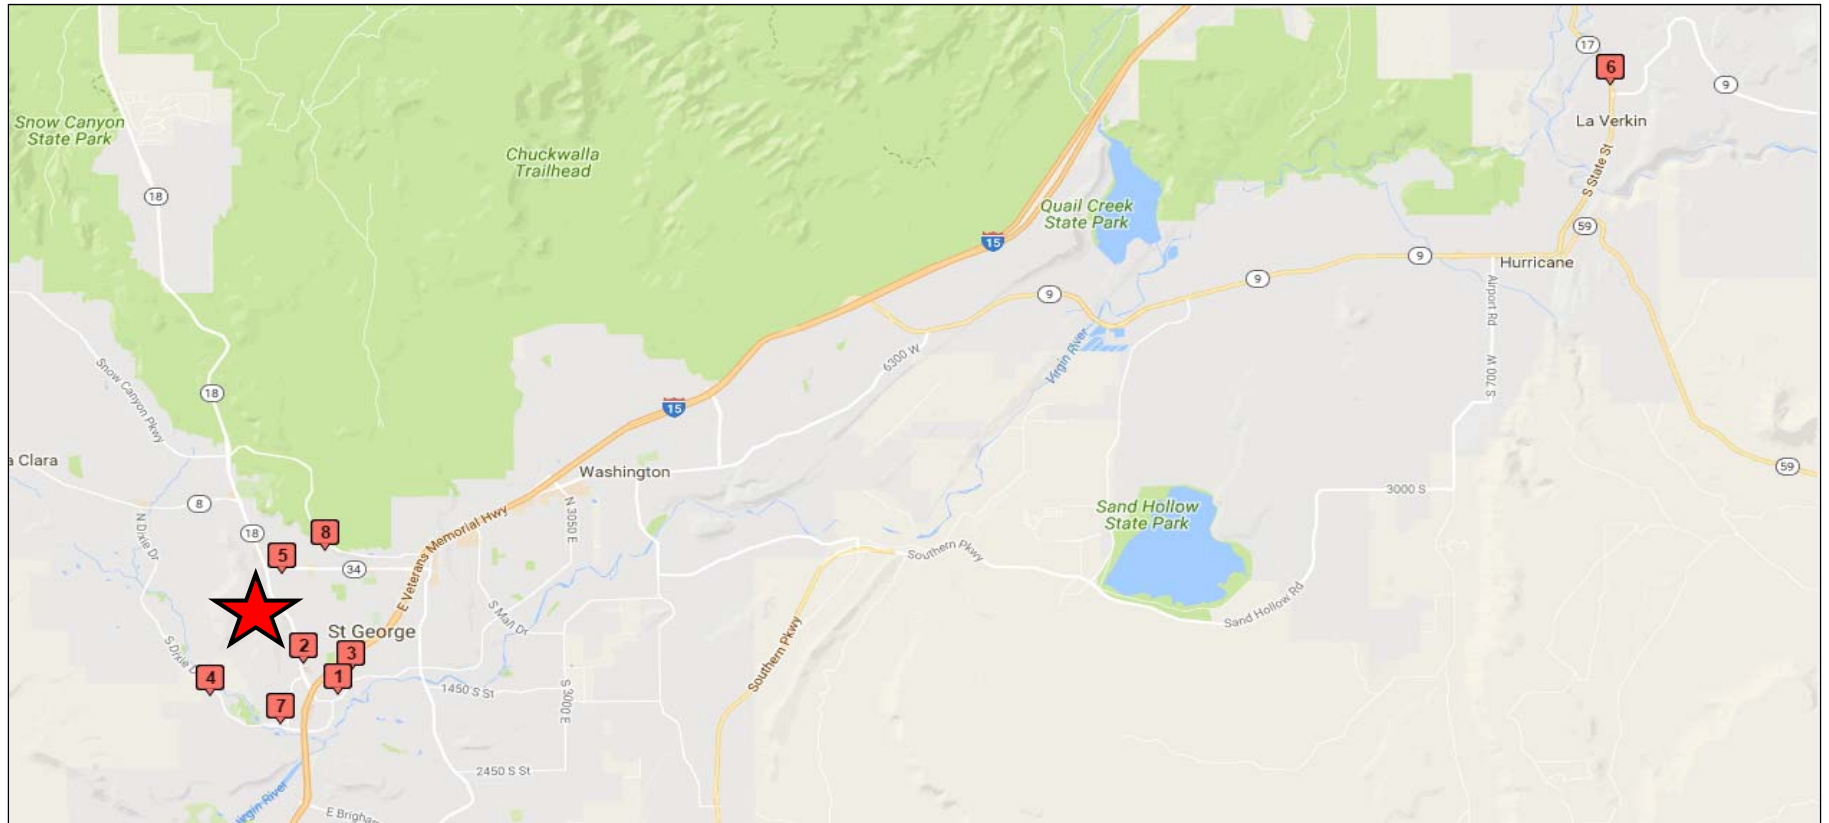 17
6
9
Snow Canyon
State Park
La Verkin
Chuckwalla
Trailhead
S State St
18
Quail Creek
State Park
59
15
9
Hurricane
9
9
Airport Rd
Virgin River
6300 W
Snow Canyon Pkwy
S 700 W
18
15
a Clara
Washington
59
3000 S
8
N Dixie Dr
N 3050 E
E Veterans Memorial Hwy
Sand Hollow
State Park
18
8
5
34
Southern Pkwy
Sand Hollow Rd
S Mall Dr
St George
2
3
S Dixie D
4
1
Southern Pkwy
1450 S St
S 3000 E
7
2450 S St
Virgin River
E Brigham